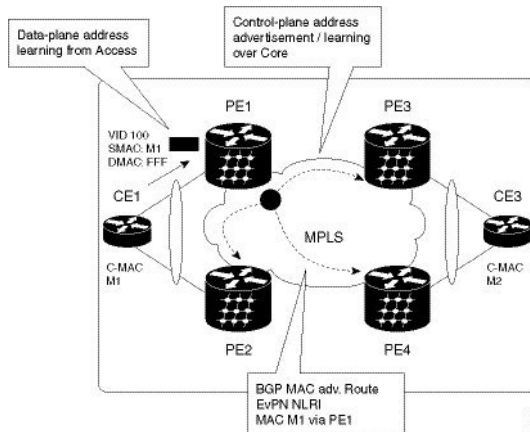 Data-plane address
learning from Access
Control-plane address
advertisement / learning
over Core
PE1
PE3
VID 100
SMAC: M1
DMAC: FFF
CE1
CE3
MPLS
C-MAC
M1
C-MAC
M2
PE2
PE4
BGP MAC adv. Route
EvPN NLRI
MAC M1 via PE1